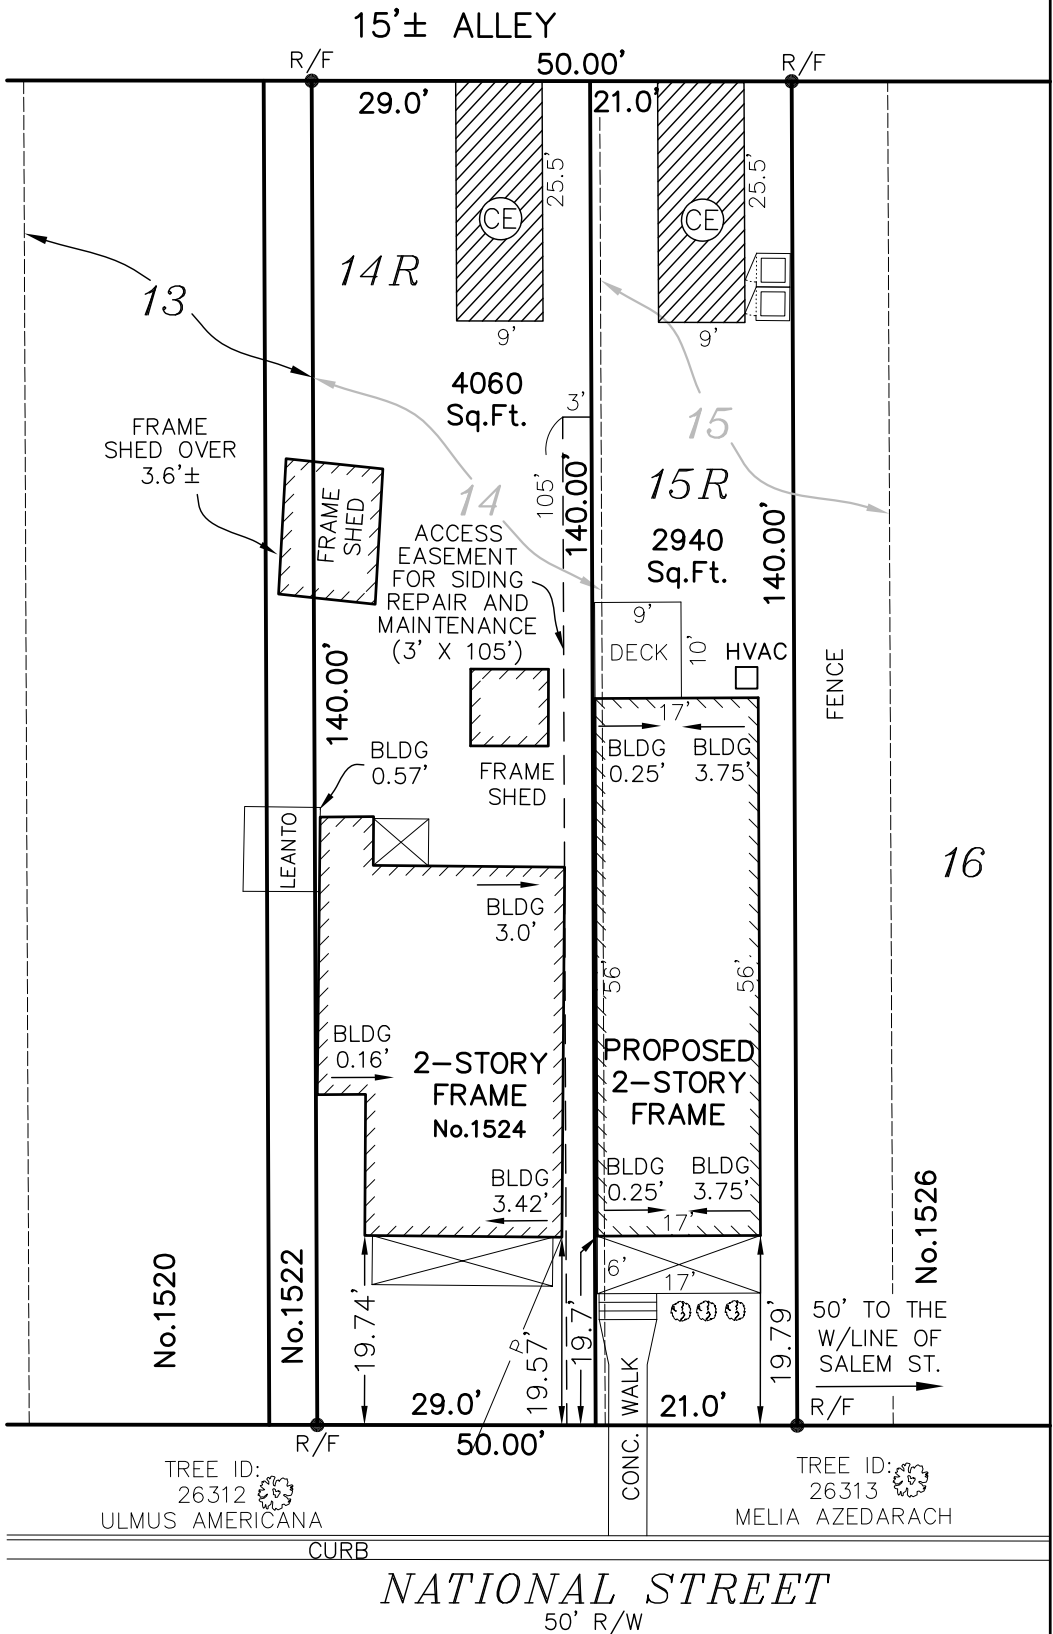 15'± ALLEY
R/F
50.00'
R/F
29.0'
21.0'
25.5'
25.5'
CE
CE
14R
13
9'
9'
4060
Sq.Ft.
3'
15
FRAME
SHED OVER
3.6'±
105'
140.00'
15R
14
FRAME
SHED
2940
Sq.Ft.
140.00'
ACCESS
EASEMENT
FOR SIDING
REPAIR AND
MAINTENANCE
(3' X 105')
9'
DECK
10'
HVAC
FENCE
140.00'
17'
BLDG
0.25'
BLDG
3.75'
BLDG
0.57'
FRAME
SHED
LEANTO
16
BLDG
3.0'
56'
56'
BLDG
0.16'
2-STORY
FRAME
No.1524
PROPOSED
2-STORY
FRAME
BLDG
3.42'
BLDG
0.25'
BLDG
3.75'
17'
No.1526
No.1520
No.1522
6'
17'
19.74'
P
19.57'
19.7'
19.79'
50' TO THE
W/LINE OF
SALEM ST.
CONC. WALK
29.0'
21.0'
R/F
R/F
50.00'
TREE ID:
26312
ULMUS AMERICANA
TREE ID:
26313
MELIA AZEDARACH
CURB
NATIONAL STREET
50' R/W